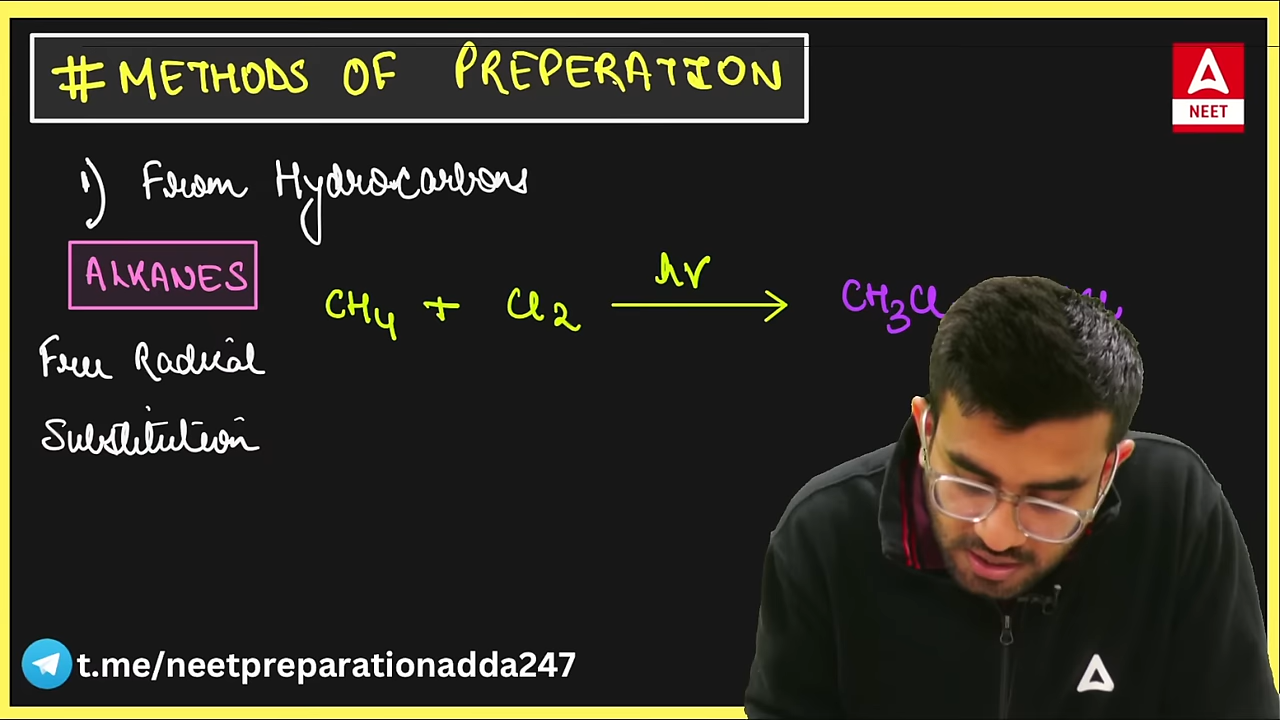 #METHODS OF PREPERATION
NEET
1) From Hydrocarbons
ALKANES
CH4 + Cl2 hν CH3Cl
Free Radical
Substitution
t.me/neetpreparationadda247